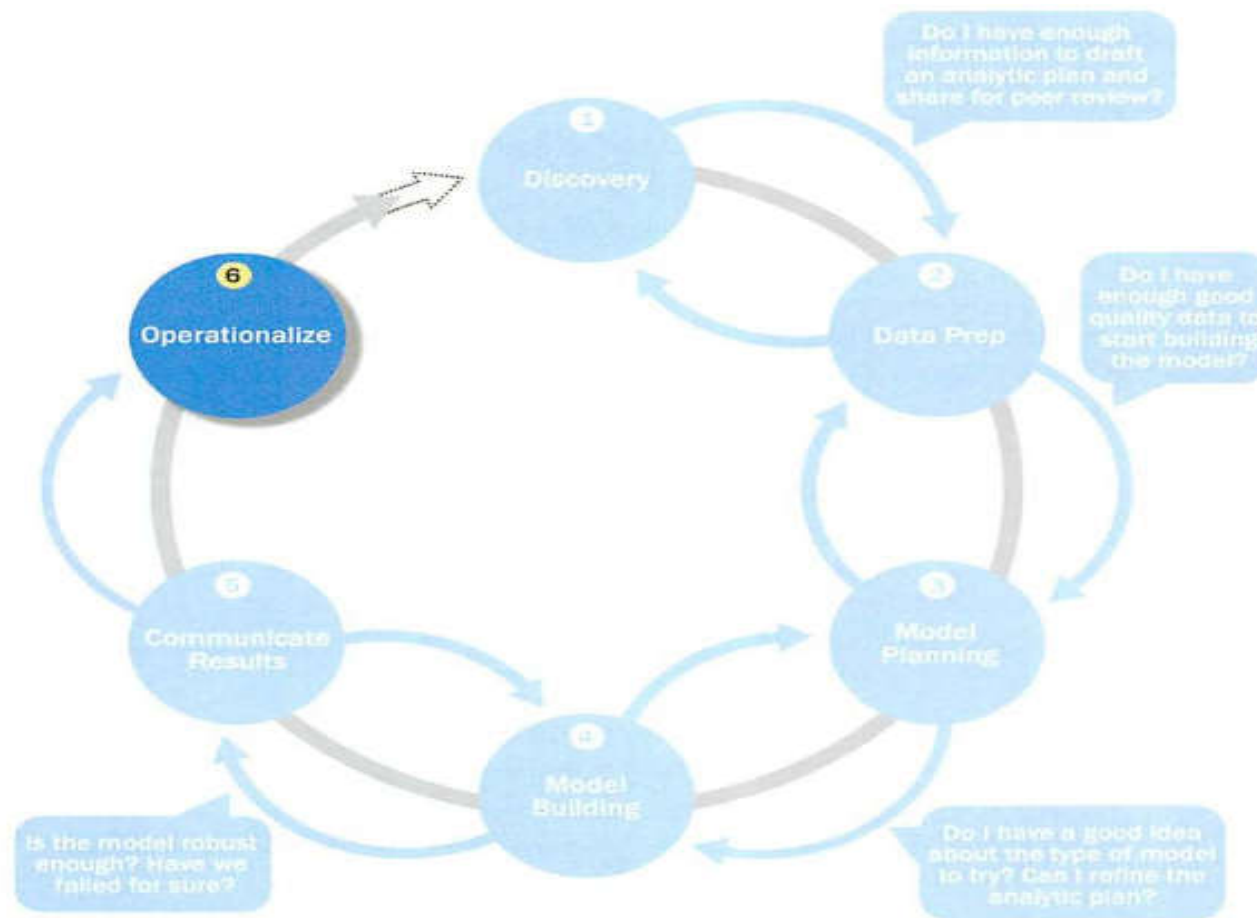 Do I have enough
information to draft
an analytic plan and
share for peer review?
1
Discovery
6
Operationalize
2
Data Prep
Do I have
enough good
quality data to
start building
the model?
5
Communicate
Results
3
Model
Planning
4
Model
Building
Is the model robust
enough? Have we
failed for sure?
Do I have a good idea
about the type of model
to try? Can I refine the
analytic plan?